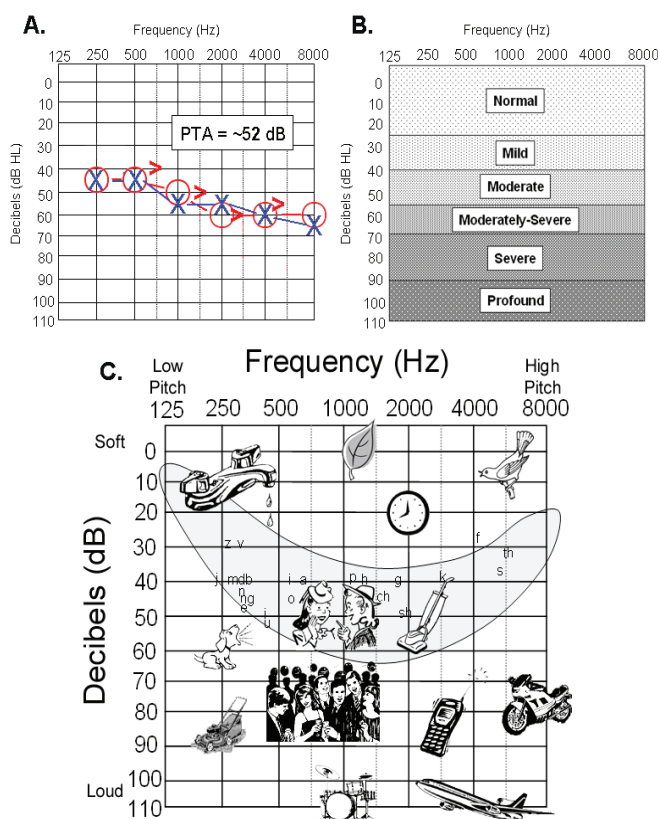 A.
Frequency (Hz)
125 250 500 1000 2000 4000 8000
Decibels (dB HL)
0
10
20
30
40
50
60
70
80
90
100
110
PTA = ~52 dB
X X X X X X
> > > >
B.
Frequency (Hz)
125 250 500 1000 2000 4000 8000
Decibels (dB HL)
0
10
20
30
40
50
60
70
80
90
100
110
Normal
Mild
Moderate
Moderately-Severe
Severe
Profound
C.
Low
Pitch
Frequency (Hz)
High
Pitch
125 250 500 1000 2000 4000 8000
Soft
Decibels (dB)
Loud
0
10
20
30
40
50
60
70
80
90
100
110
z v
f
th
s
j mdb i a p h g k
n
ng o ch
e
i sh
u